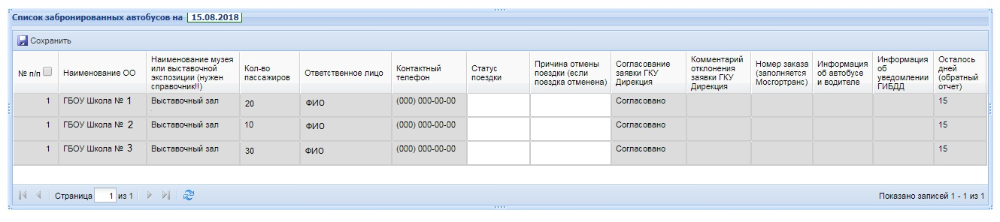 Список забронированных автобусов на 15.08.2018
Сохранить
№ п/п
Наименование ОО
Наименование музея
или выставочной
экспозиции (нужен
справочник!!)
Кол-во
пассажиров
Ответственное лицо
Контактный
телефон
Статус
поездки
Причина отмены
поездки (если
поездка отменена)
Согласование
заявки ГКУ
Дирекция
Комментарий
отклонения
заявки ГКУ
Дирекция
Номер заказа
(заполняется
Мосгортранс)
Информация
об автобусе
и водителе
Информация
об
уведомлении
ГИБДД
Осталось
дней
(обратный
отчет)
1 ГБОУ Школа № 1 Выставочный зал 20 ФИО (000) 000-00-00 Согласовано 15
1 ГБОУ Школа № 2 Выставочный зал 10 ФИО (000) 000-00-00 Согласовано 15
1 ГБОУ Школа № 3 Выставочный зал 30 ФИО (000) 000-00-00 Согласовано 15
Страница 1 из 1
Показано записей 1 - 1 из 1